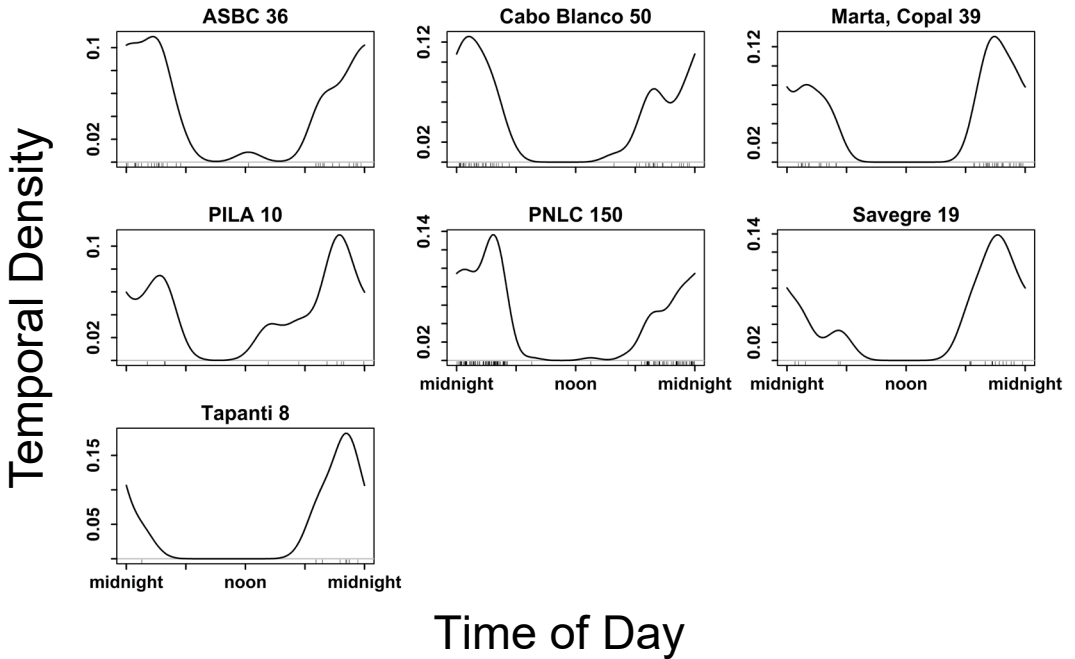 ASBC 36
Cabo Blanco 50
Marta, Copal 39
0.1
0.02
0.12
0.02
0.12
0.02
PILA 10
PNLC 150
Savegre 19
0.1
0.02
0.14
0.02
0.14
0.02
midnight noon midnight
midnight noon midnight
Tapanti 8
0.15
0.05
midnight noon midnight
Temporal Density
Time of Day